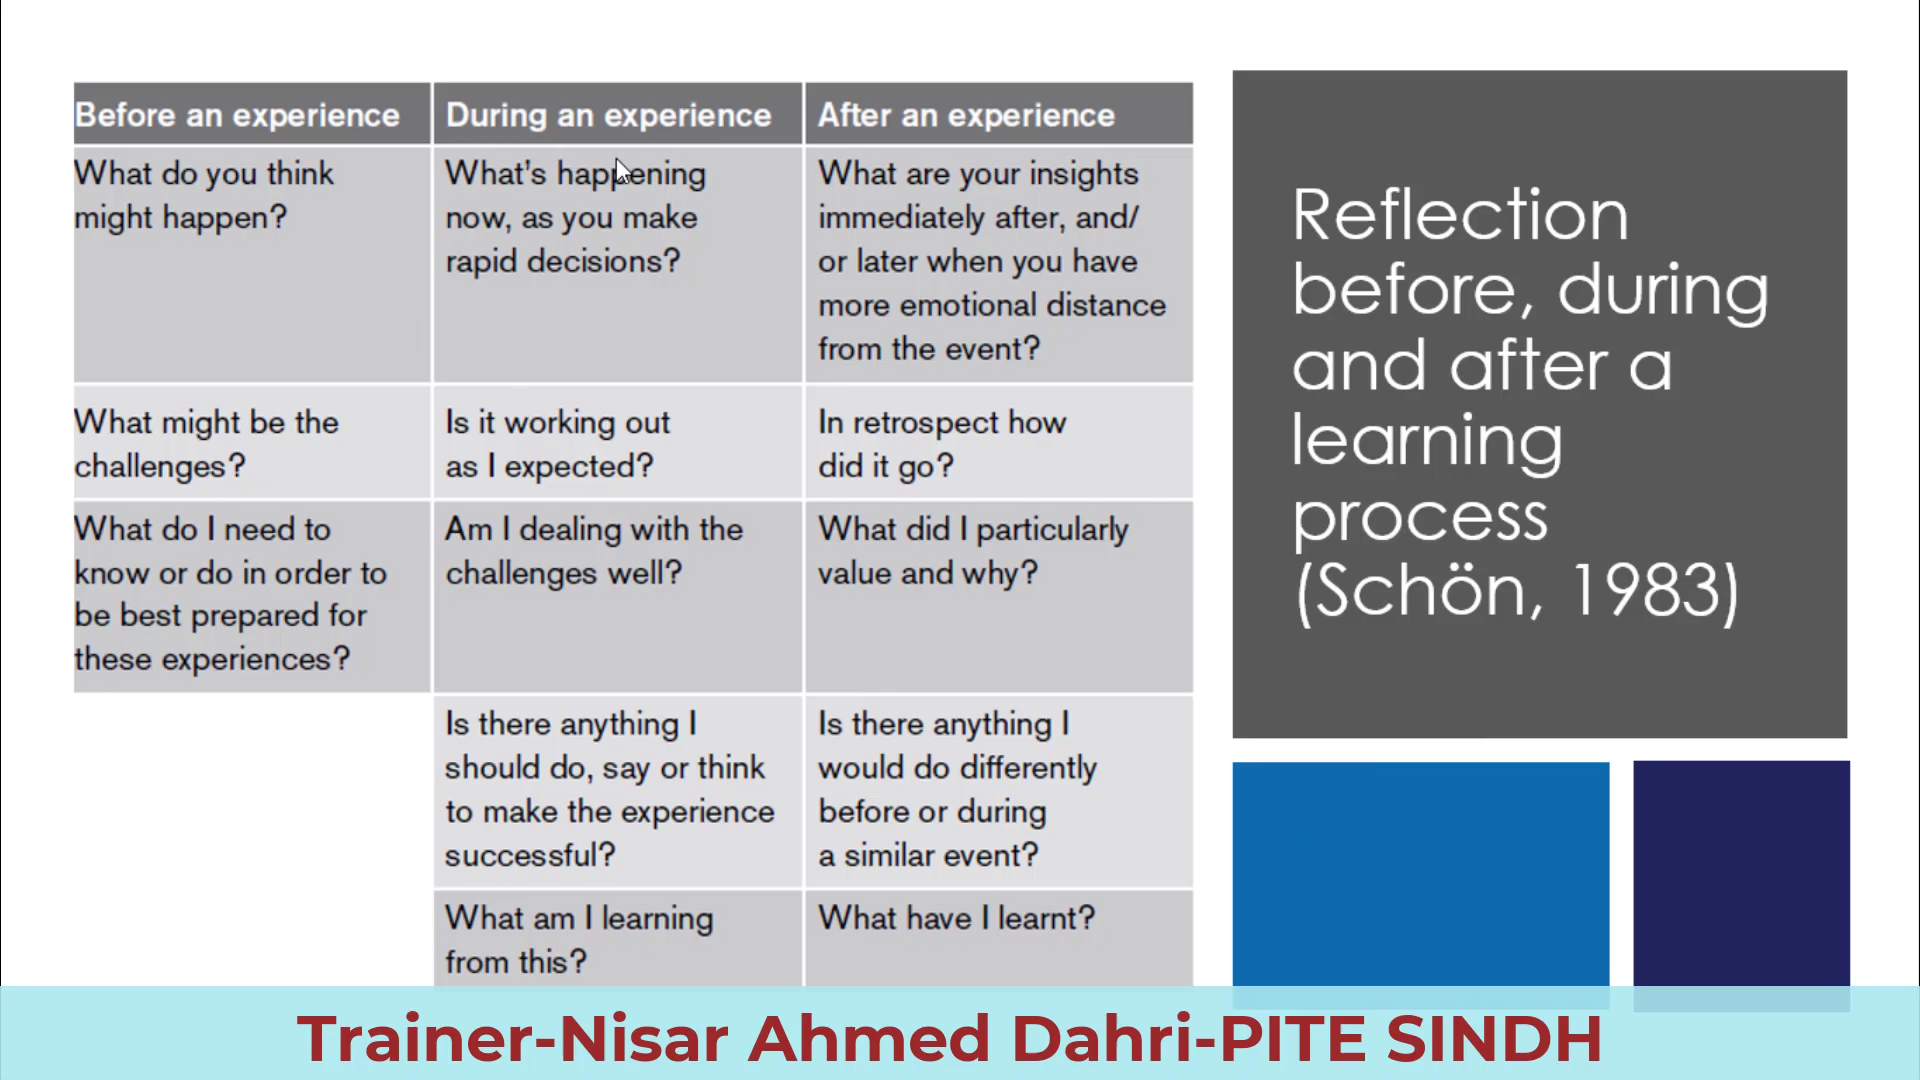 Before an experience
During an experience
After an experience
What do you think
might happen?
What's happening
now, as you make
rapid decisions?
What are your insights
immediately after, and/
or later when you have
more emotional distance
from the event?
What might be the
challenges?
Is it working out
as I expected?
In retrospect how
did it go?
What do I need to
know or do in order to
be best prepared for
these experiences?
Am I dealing with the
challenges well?
What did I particularly
value and why?
Is there anything I
should do, say or think
to make the experience
successful?
Is there anything I
would do differently
before or during
a similar event?
What am I learning
from this?
What have I learnt?
Reflection
before, during
and after a
learning
process
(Schön, 1983)
Trainer-Nisar Ahmed Dahri-PITE SINDH